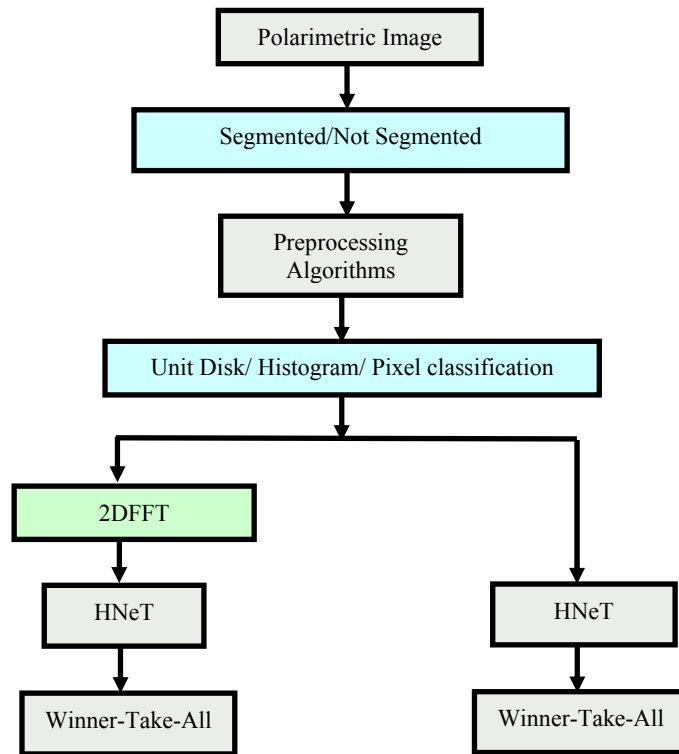 Polarimetric Image
Segmented/Not Segmented
Preprocessing
Algorithms
Unit Disk/ Histogram/ Pixel classification
2DFFT
HNeT
HNeT
Winner-Take-All
Winner-Take-All